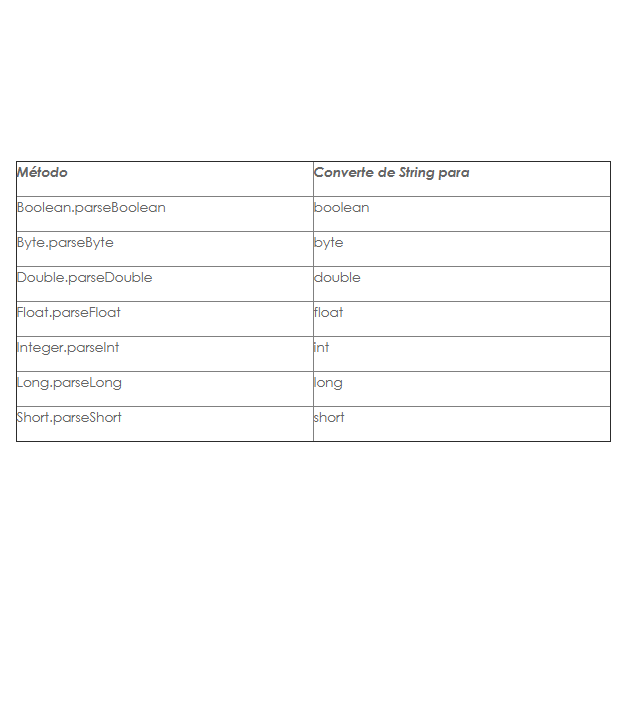 Método Converte de String para
Boolean.parseBoolean boolean
Byte.parseByte byte
Double.parseDouble double
Float.parseFloat float
Integer.parseInt int
Long.parseLong long
Short.parseShort short